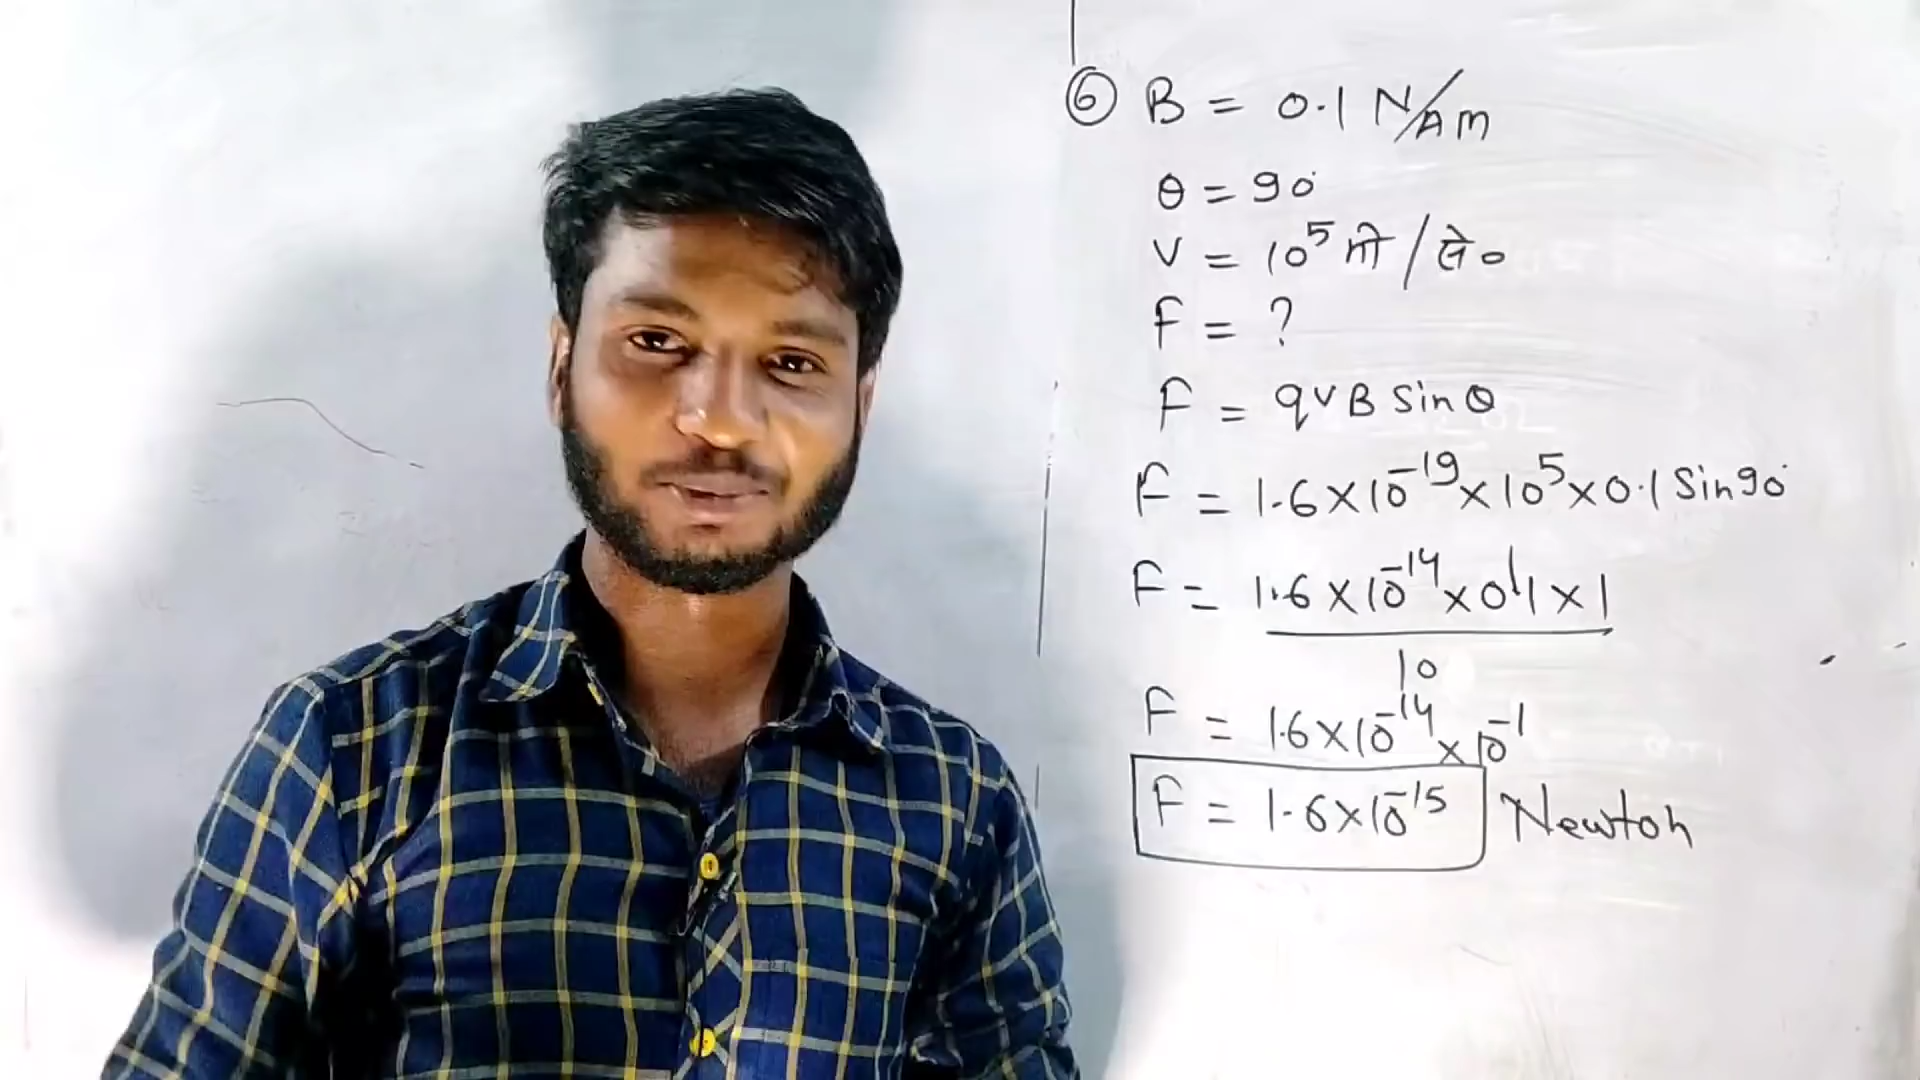 ⑥ B = 0.1 N/Am
θ = 90°
V = 10⁵ मी/से०
F = ?
F = qvB Sinθ
F = 1.6×10⁻¹⁹×10⁵×0.1 Sin90°
F = 1.6×10⁻¹⁴×0.1×1
10
F = 1.6×10⁻¹⁴×10⁻¹
F = 1.6×10⁻¹⁵ Newton